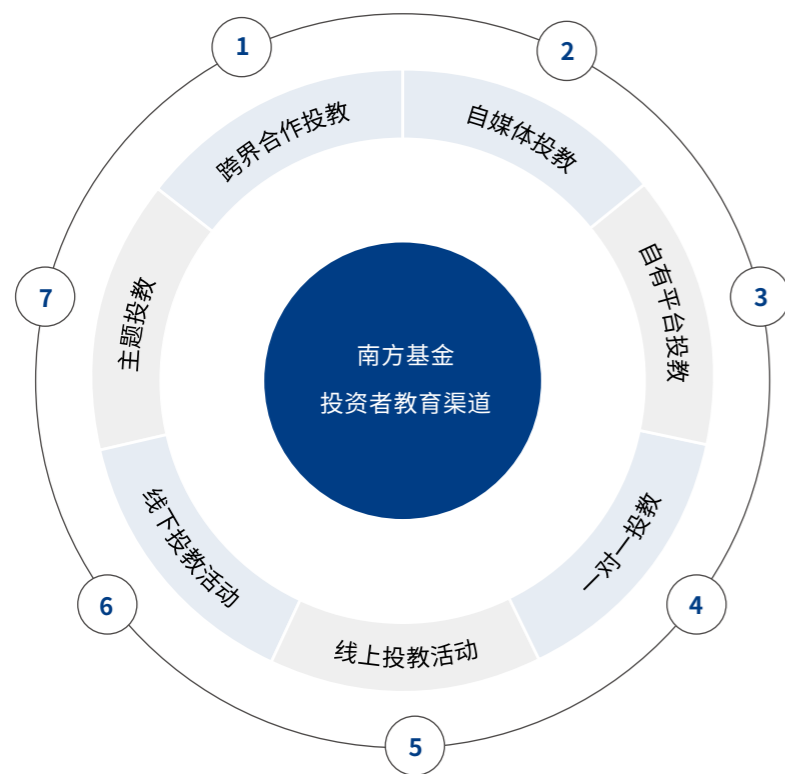 1
跨界合作投教
2
自媒体投教
3
自有平台投教
4
一对一投教
5
线上投教活动
6
线下投教活动
7
主题投教
南方基金
投资者教育渠道